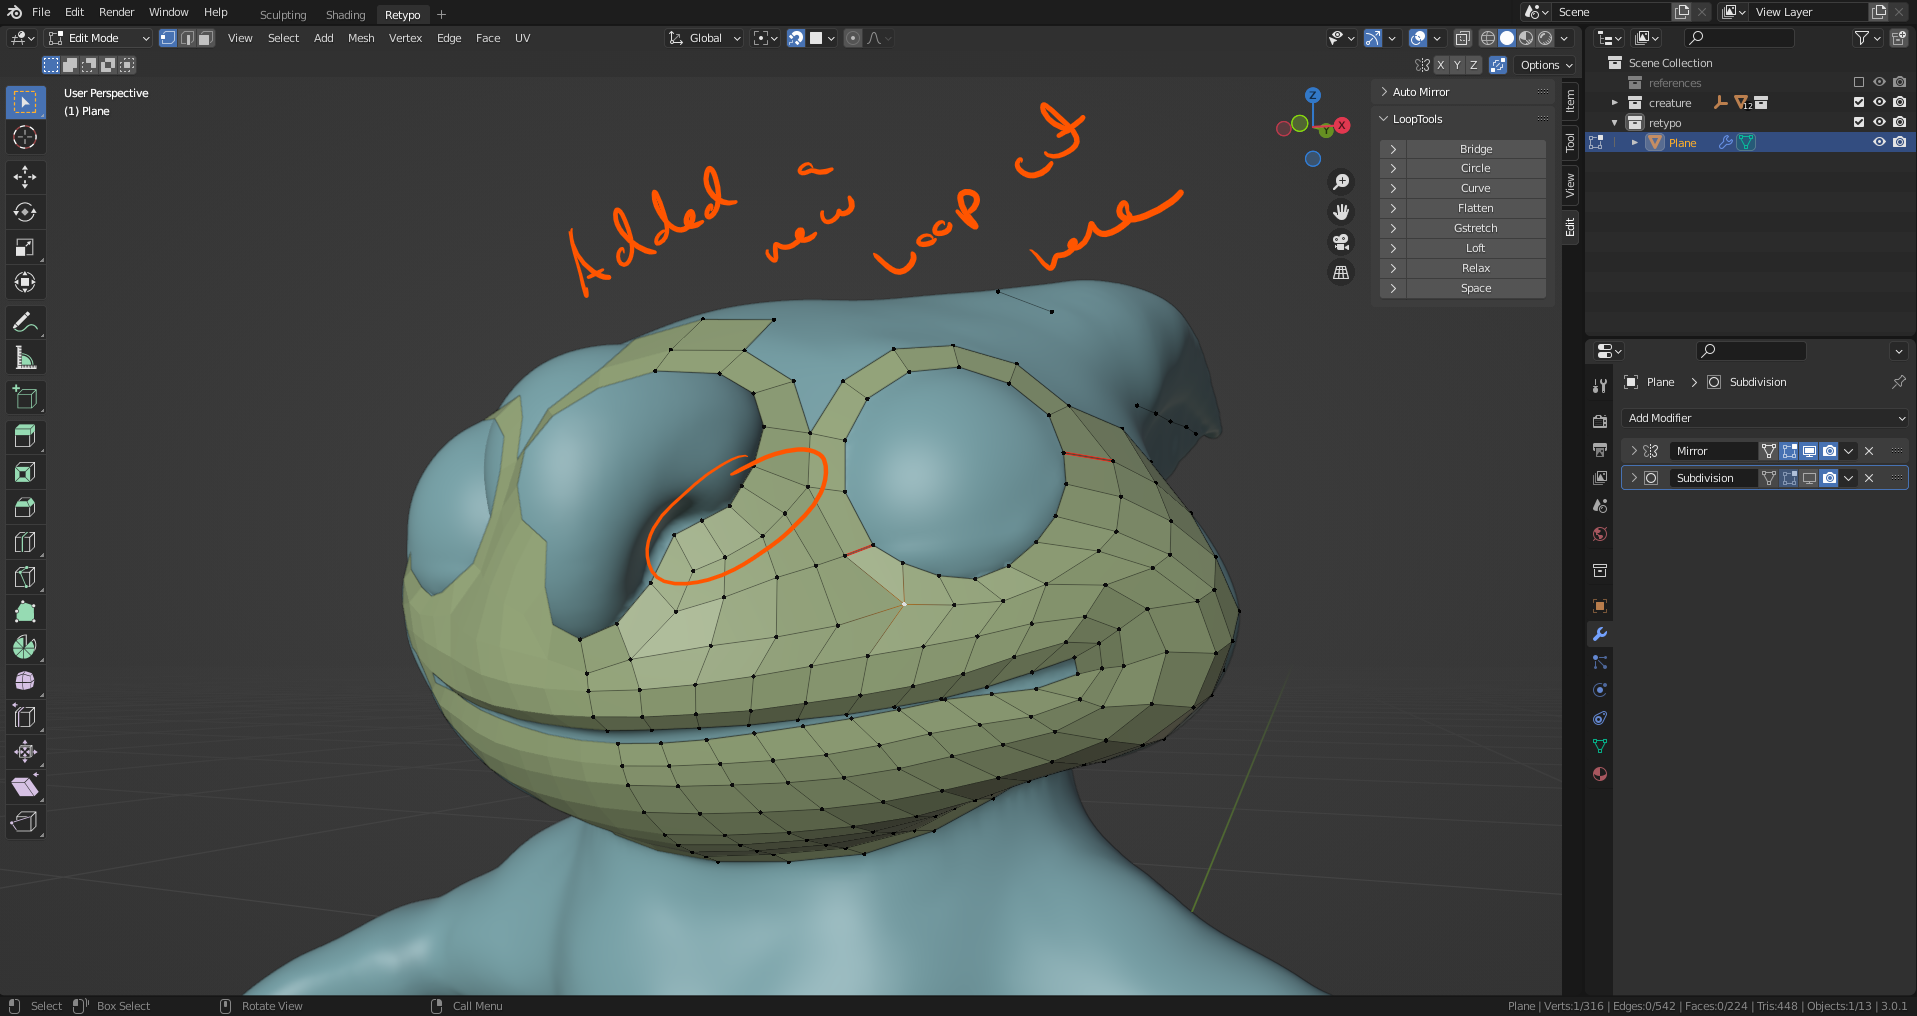 File Edit Render Window Help Sculpting Shading Retypo + Scene View Layer
Edit Mode View Select Add Mesh Vertex Edge Face UV Global
X Y Z Options
User Perspective
(1) Plane
Added a new Loop cut here
Auto Mirror
LoopTools
Bridge
Circle
Curve
Flatten
Gstretch
Loft
Relax
Space
Item
Tool
View
Edit
Z
X
Y
Scene Collection
references
creature 12
retypo
Plane
Plane > Subdivision
Add Modifier
Mirror
Subdivision
Select Box Select Rotate View Call Menu Plane | Verts:1/316 | Edges:0/542 | Faces:0/224 | Tris:448 | Objects:1/13 | 3.0.1